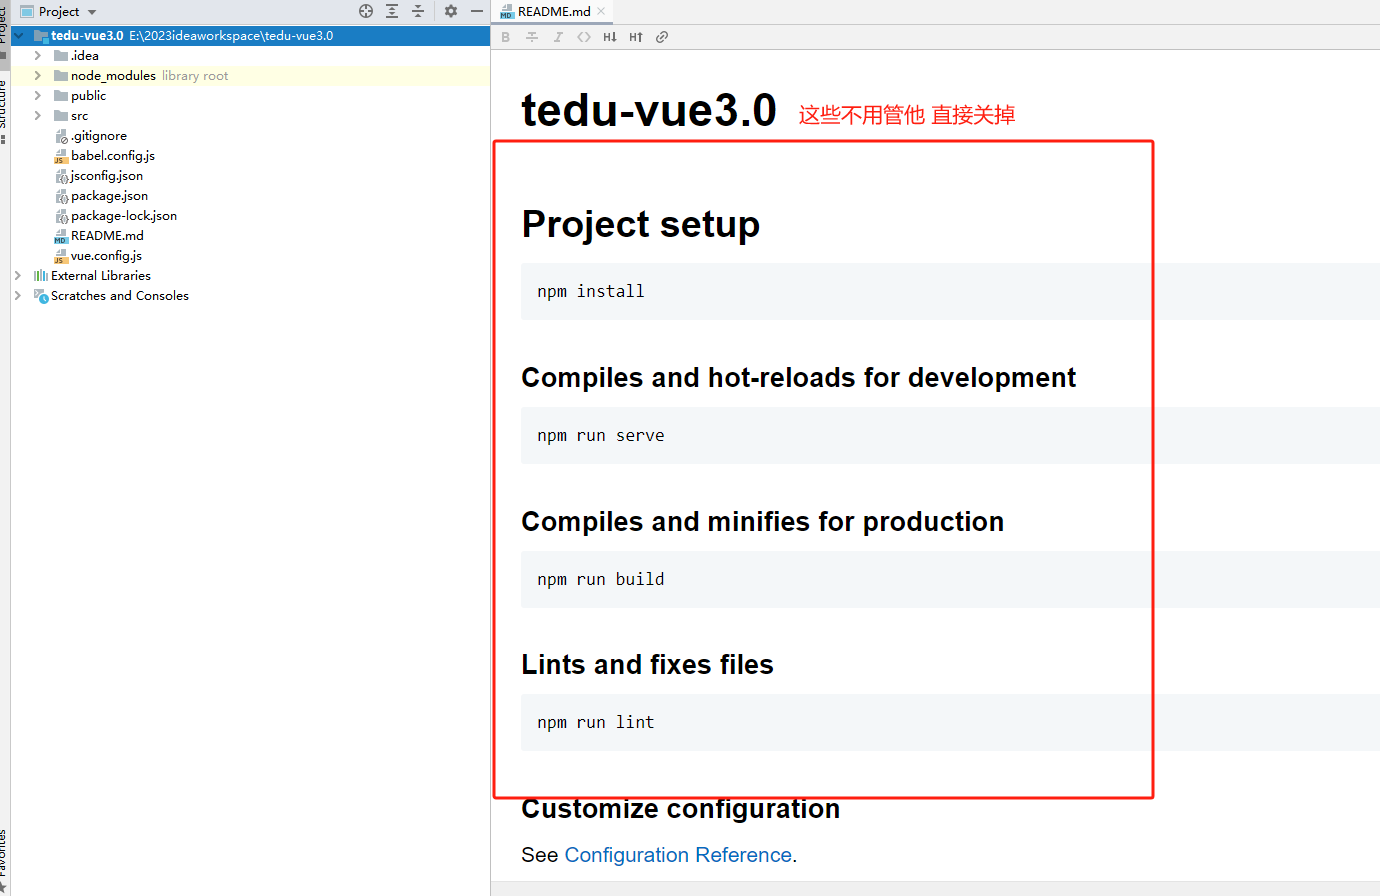 Project
README.md
Project
tedu-vue3.0 E:\2023ideaworkspace\tedu-vue3.0
.idea
node_modules library root
public
src
.gitignore
babel.config.js
jsconfig.json
package.json
package-lock.json
README.md
vue.config.js
External Libraries
Scratches and Consoles
Structure
Favorites
B I <> H↓ H↑
tedu-vue3.0 这些不用管他 直接关掉
Project setup
npm install
Compiles and hot-reloads for development
npm run serve
Compiles and minifies for production
npm run build
Lints and fixes files
npm run lint
Customize configuration
See Configuration Reference.